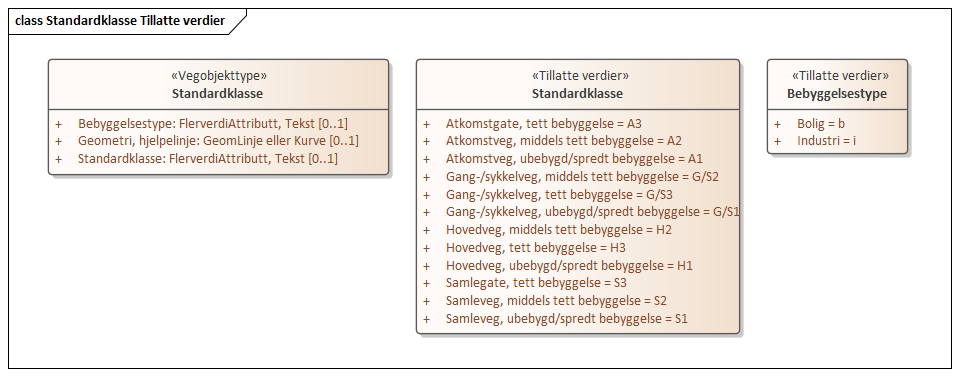 class Standardklasse Tillatte verdier
«Vegobjekttype»
Standardklasse
+ Bebyggelsestype: FlerverdiAttributt, Tekst [0..1]
+ Geometri, hjelpelinje: GeomLinje eller Kurve [0..1]
+ Standardklasse: FlerverdiAttributt, Tekst [0..1]
«Tillatte verdier»
Standardklasse
+ Atkomstgate, tett bebyggelse = A3
+ Atkomstveg, middels tett bebyggelse = A2
+ Atkomstveg, ubebygd/spredt bebyggelse = A1
+ Gang-/sykkelveg, middels tett bebyggelse = G/S2
+ Gang-/sykkelveg, tett bebyggelse = G/S3
+ Gang-/sykkelveg, ubebygd/spredt bebyggelse = G/S1
+ Hovedveg, middels tett bebyggelse = H2
+ Hovedveg, tett bebyggelse = H3
+ Hovedveg, ubebygd/spredt bebyggelse = H1
+ Samlegate, tett bebyggelse = S3
+ Samleveg, middels tett bebyggelse = S2
+ Samleveg, ubebygd/spredt bebyggelse = S1
«Tillatte verdier»
Bebyggelsestype
+ Bolig = b
+ Industri = i